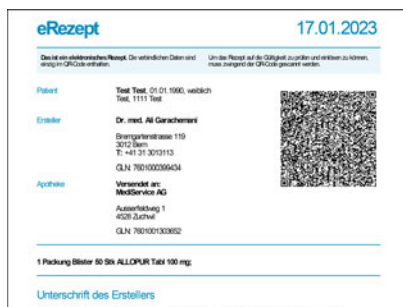 eRezept 17.01.2023
Das ist ein elektronisches Rezept. Die verbindlichen Daten sind
einzig im QR-Code enthalten.
Um das Rezept auf die Gültigkeit zu prüfen und einlösen zu können,
muss zwingend der QR-Code gescannt werden.
Patient
Test Test, 01.01.1990, weiblich
Test, 1111 Test
Ersteller
Dr. med. Ali Garachemani
Bremgartenstrasse 119
3012 Bern
T: +41 31 3013113
GLN: 7601000399434
Apotheke
Versendet an:
MediService AG
Ausserfeldweg 1
4528 Zuchwil
GLN: 7601001303652
1 Packung Blister 50 Stk ALLOPUR Tabl 100 mg;
Unterschrift des Erstellers